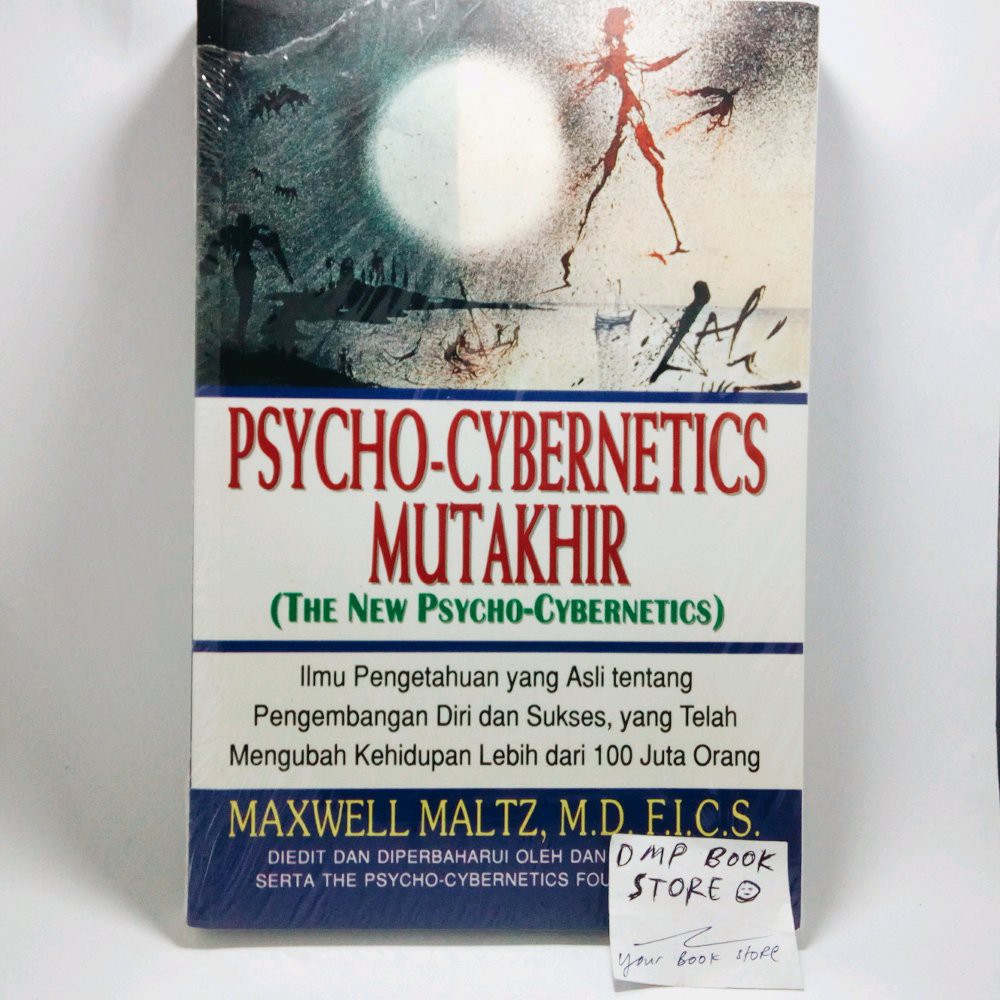 Dalí
PSYCHO-CYBERNETICS
MUTAKHIR
(THE NEW PSYCHO-CYBERNETICS)
Ilmu Pengetahuan yang Asli tentang
Pengembangan Diri dan Sukses, yang Telah
Mengubah Kehidupan Lebih dari 100 Juta Orang
MAXWELL MALTZ, M.D. F.I.C.S.
DIEDIT DAN DIPERBAHARUI OLEH DAN
SERTA THE PSYCHO-CYBERNETICS
DMP BOOK
STORE
Your BOOK STORE